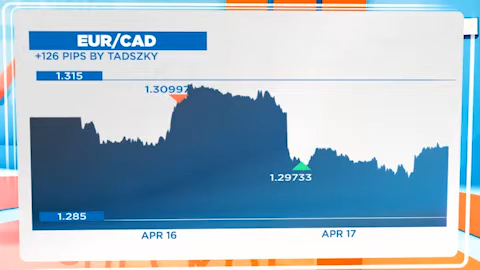 EUR/CAD
+126 PIPS BY TADSZKY
1.315
1.30997
1.29733
1.285
APR 16
APR 17